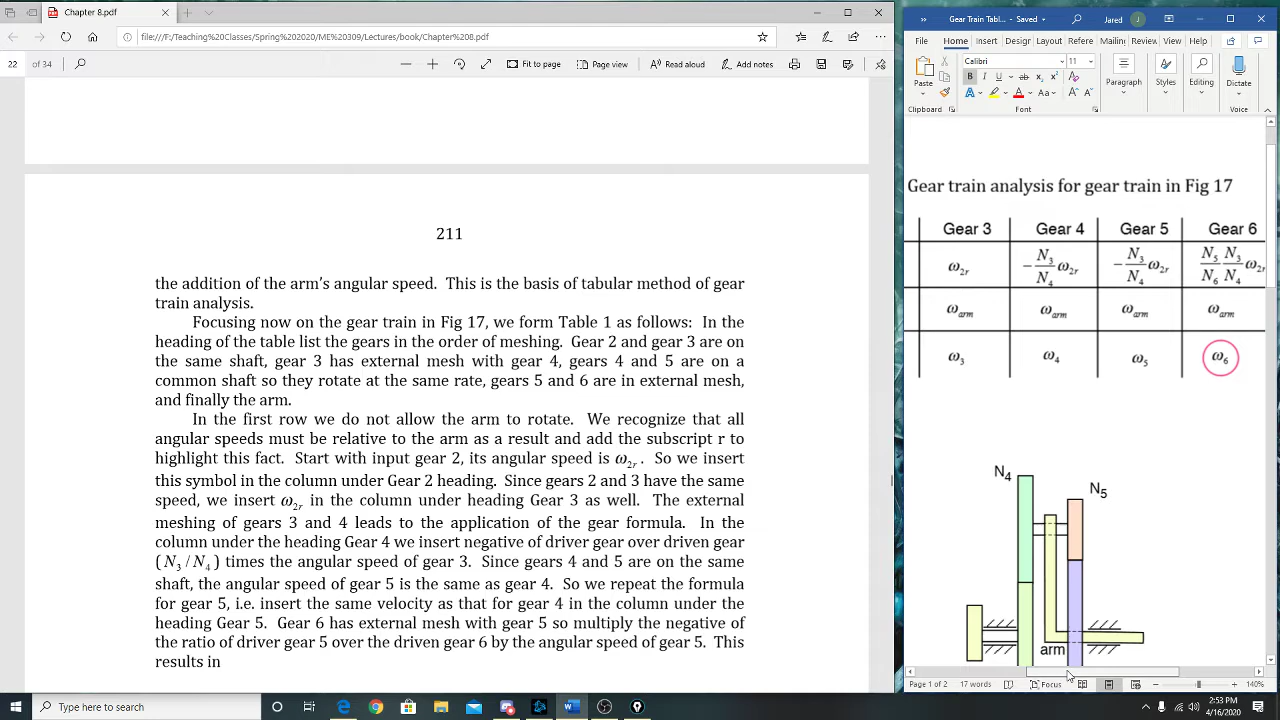 Chapter 8.pdf
file:///F:/Teaching%20Classes/Spring%202020/ME%20309/Lectures/book/Chapter%208.pdf
22 of 34
Fit to page
Page view
Read aloud
Add notes
211
the addition of the arm's angular speed. This is the basis of tabular method of gear
train analysis.
Focusing now on the gear train in Fig 17, we form Table 1 as follows: In the
heading of the table list the gears in the order of meshing. Gear 2 and gear 3 are on
the same shaft, gear 3 has external mesh with gear 4, gears 4 and 5 are on a
common shaft so they rotate at the same rate, gears 5 and 6 are in external mesh,
and finally the arm.
In the first row we do not allow the arm to rotate. We recognize that all
angular speeds must be relative to the arm as a result and add the subscript r to
highlight this fact. Start with input gear 2, its angular speed is ω2r . So we insert
this symbol in the column under Gear 2 heading. Since gears 2 and 3 have the same
speed, we insert ω2r in the column under heading Gear 3 as well. The external
meshing of gears 3 and 4 leads to the application of the gear formula. In the
column under the heading Gear 4 we insert negative of driver gear over driven gear
( N3 / N4 ) times the angular speed of gear 3. Since gears 4 and 5 are on the same
shaft, the angular speed of gear 5 is the same as gear 4. So we repeat the formula
for gear 5, i.e. insert the same velocity as that for gear 4 in the column under the
heading Gear 5. Gear 6 has external mesh with gear 5 so multiply the negative of
the ratio of driver gear 5 over the driven gear 6 by the angular speed of gear 5. This
results in
Gear Train Tabl... - Saved
Jared
J
File Home Insert Design Layout Refere Mailing Review View Help
Calibri 11
B I U ab x₂ x²
Paste
Clipboard
Font
Paragraph
Styles
Editing
Dictate
Styles
Voice
Gear train analysis for gear train in Fig 17
Gear 3 Gear 4 Gear 5 Gear 6
ω2r -N3/N4 ω2r -N3/N4 ω2r N5/N6 N3/N4 ω2r
ωarm ωarm ωarm ωarm
ω3 ω4 ω5 ω6
N4
N5
arm
Page 1 of 2 17 words Focus 140%
Type here to search
2:53 PM
4/16/2020